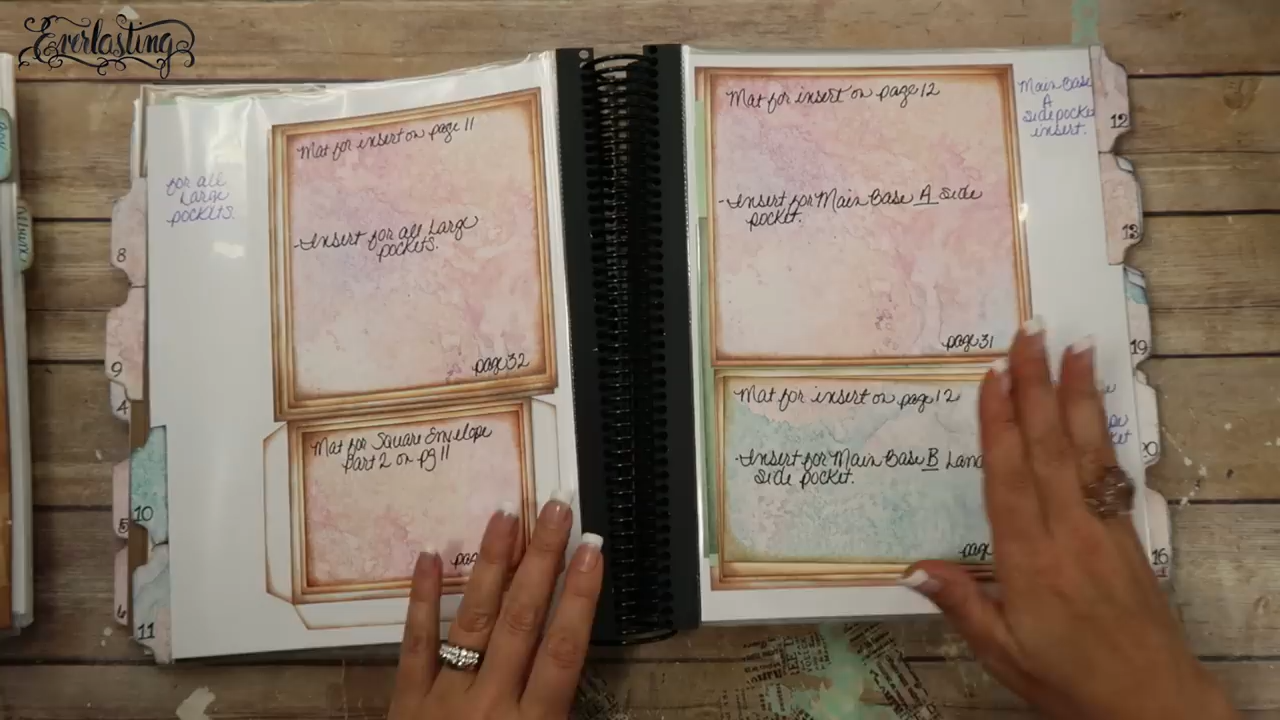 Everlasting
for all
Large
pockets.
Mat for insert on page 11
-Insert for all Large
pockets.
page 32
Mat for Square Envelope
Part 2 on pg 11
Mat for insert on page 12
-Insert for Main Base A Side
pocket.
page 31
Main Base
A
Side pocket
insert.
Mat for insert on page 12
-Insert for Main Base B
Side pocket.
page
8
9
4
10
5
11
12
13
19
20
16